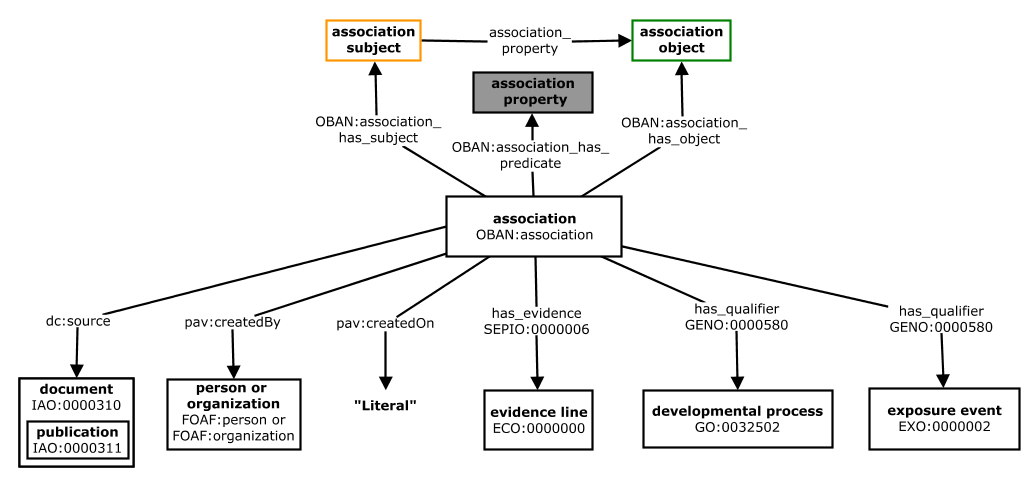 association
subject
association_
property
association
object
association
property
OBAN:association_
has_subject
OBAN:association_has_
predicate
OBAN:association_
has_object
association
OBAN:association
dc:source
pav:createdBy
pav:createdOn
has_evidence
SEPIO:0000006
has_qualifier
GENO:0000580
has_qualifier
GENO:0000580
document
IAO:0000310
publication
IAO:0000311
person or
organization
FOAF:person or
FOAF:organization
"Literal"
evidence line
ECO:0000000
developmental process
GO:0032502
exposure event
EXO:0000002